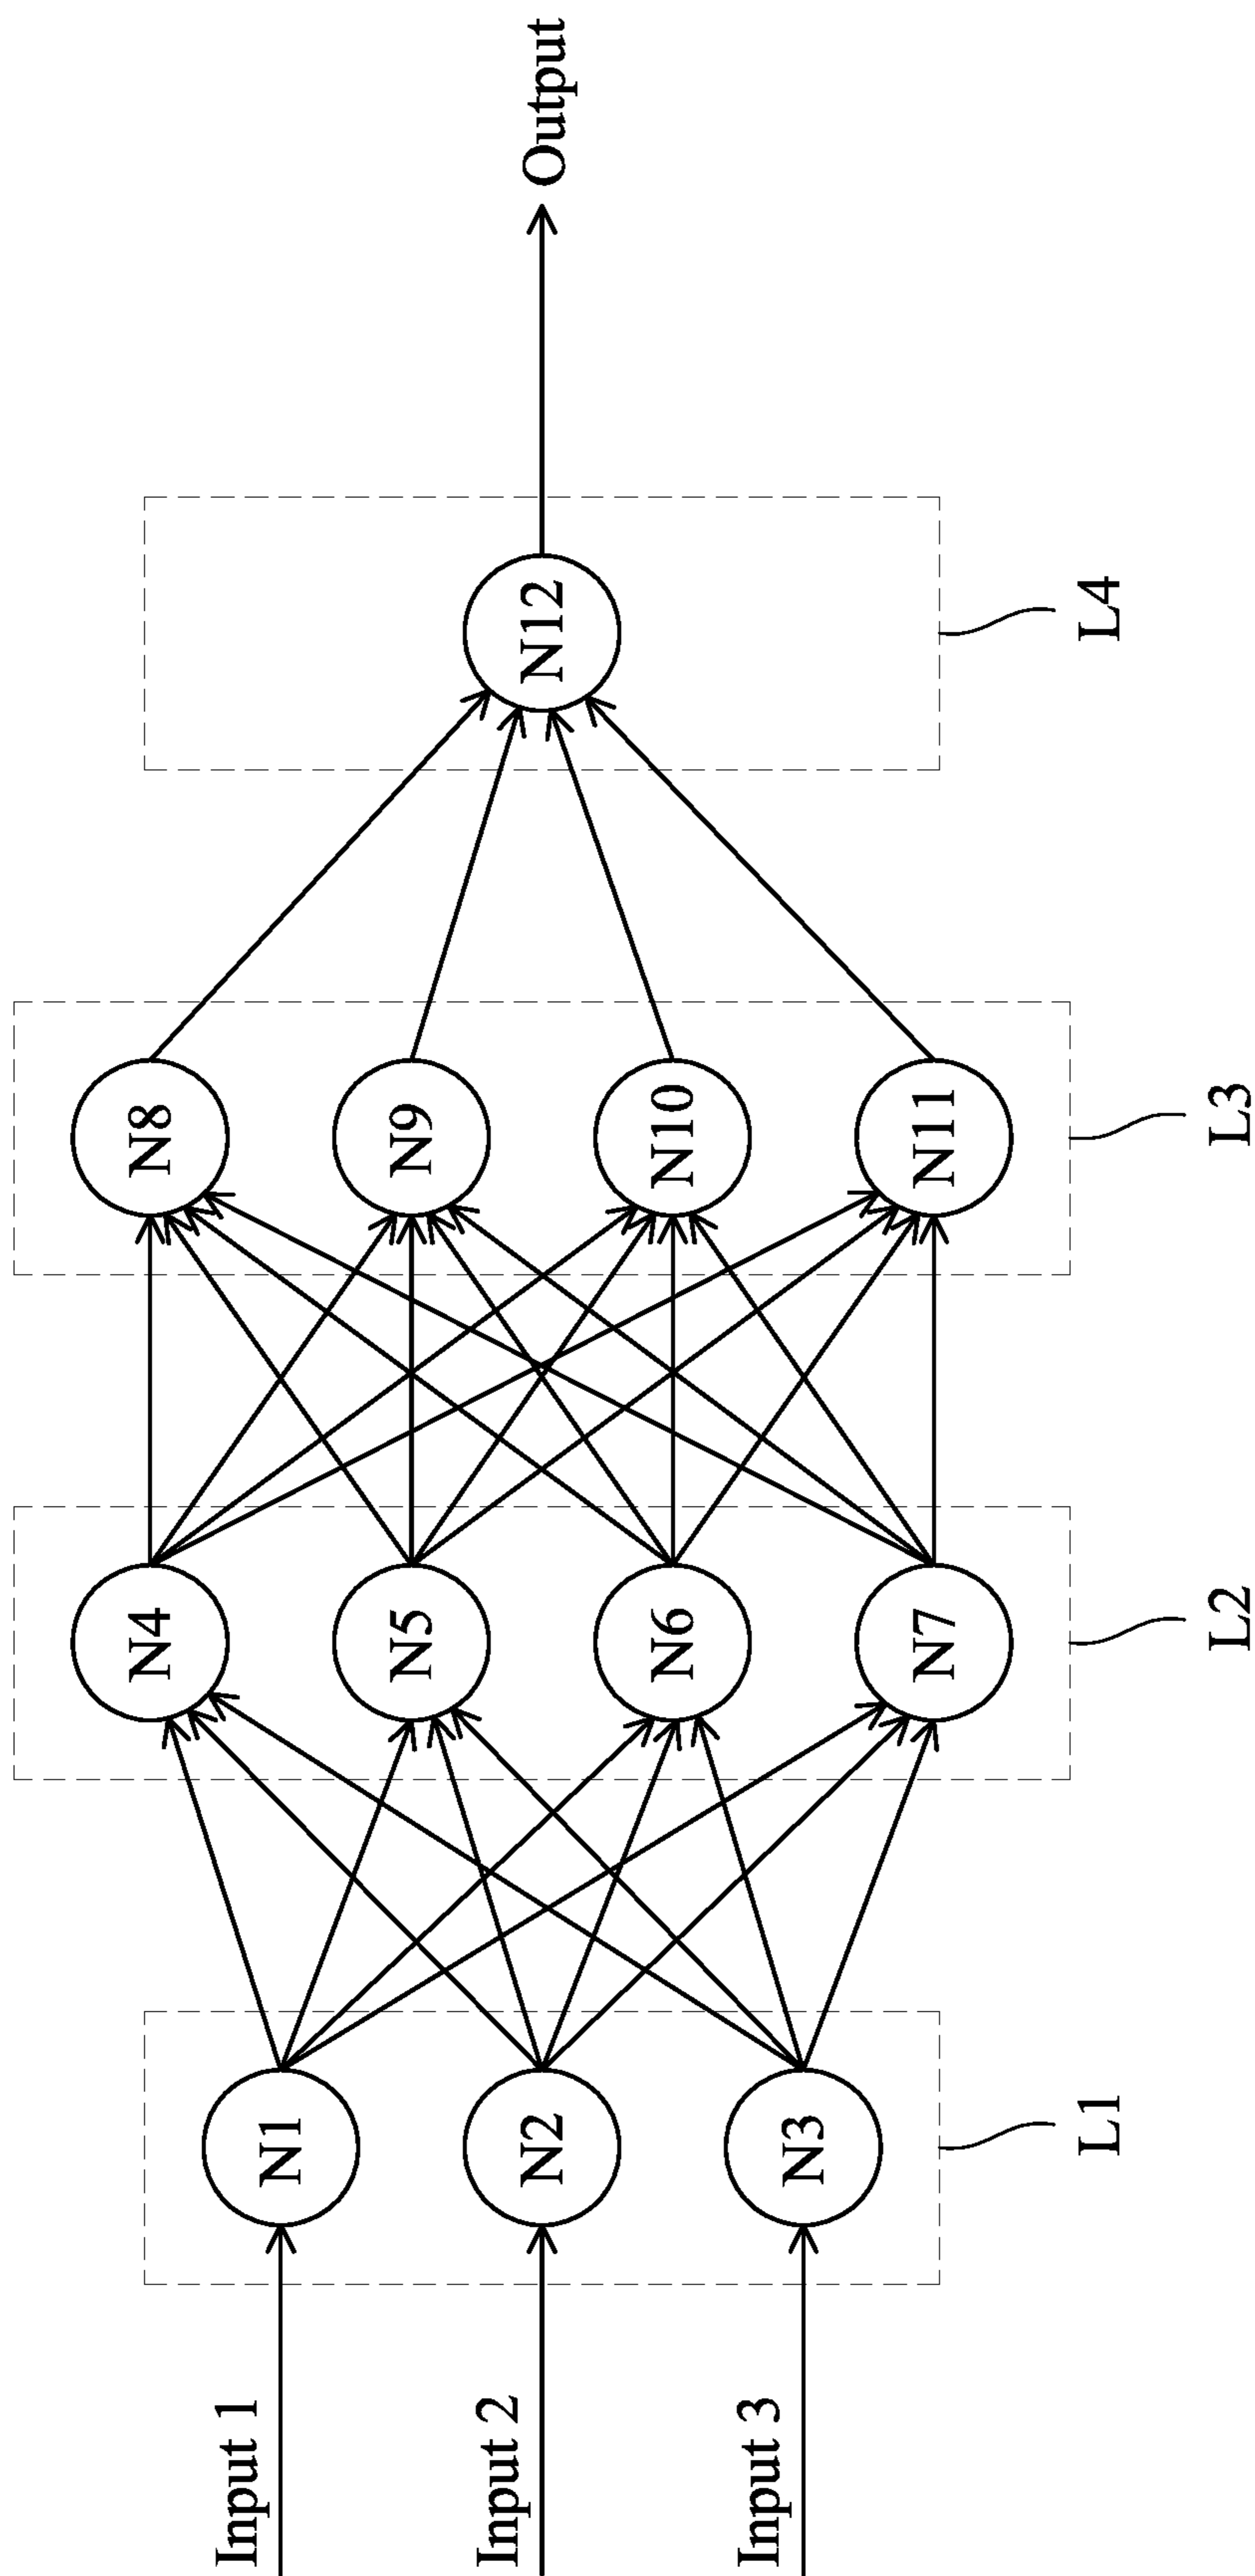 Input 1
Input 2
Input 3
N1
N2
N3
L1
N4
N5
N6
N7
L2
N8
N9
N10
N11
L3
N12
L4
Output